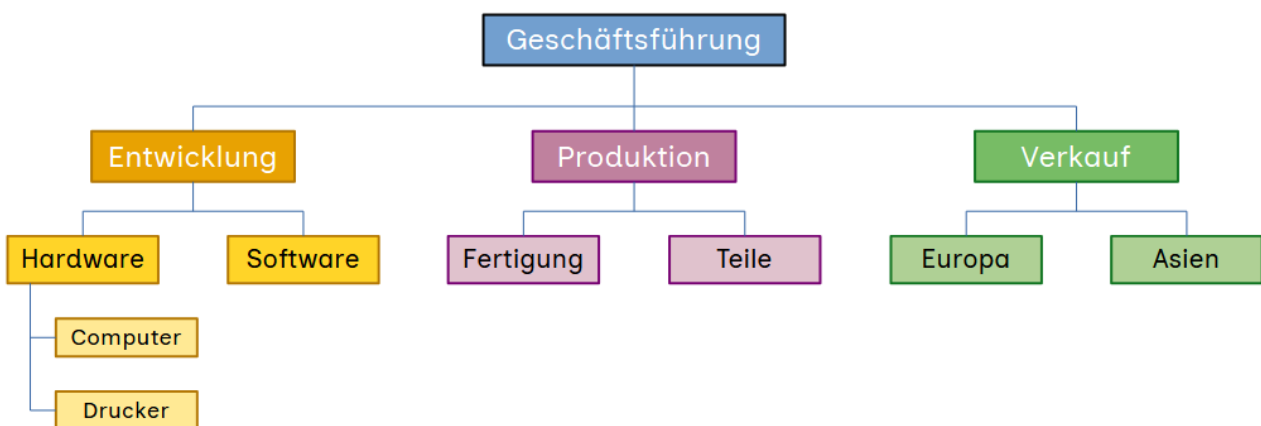 Geschäftsführung
Entwicklung
Produktion
Verkauf
Hardware
Software
Fertigung
Teile
Europa
Asien
Computer
Drucker